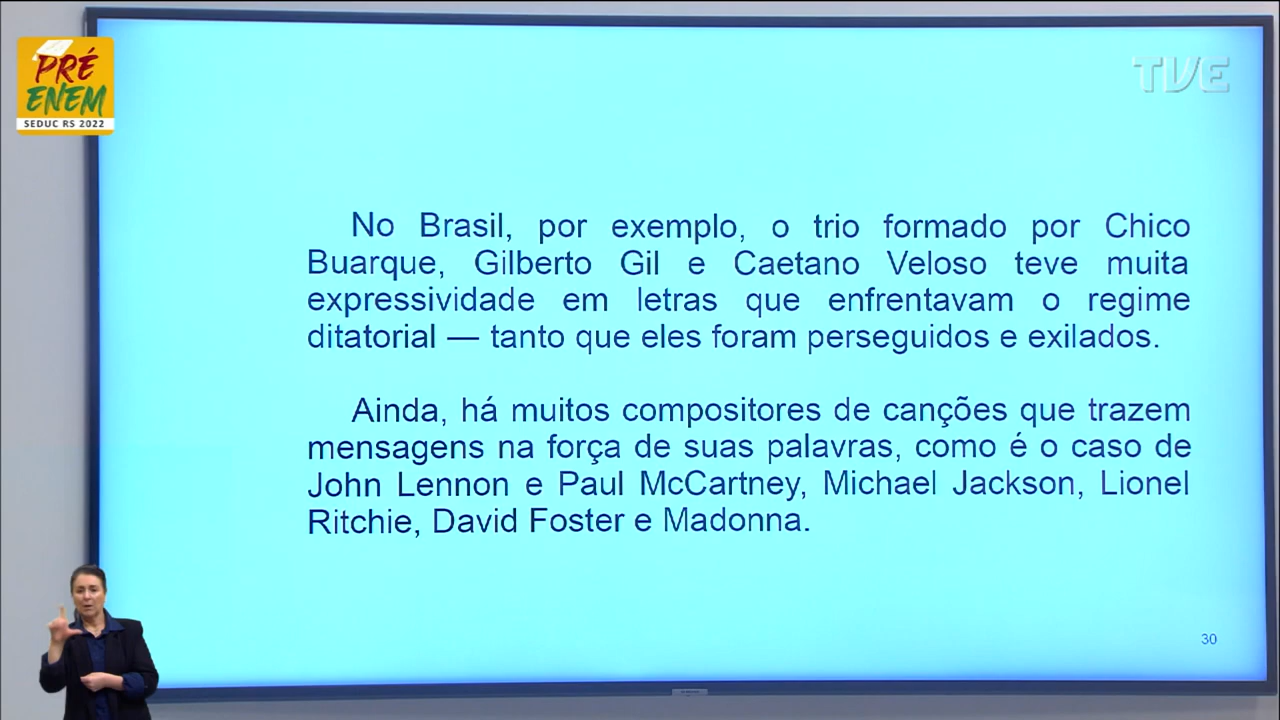 PRÉ
ENEM
SEDUC RS 2022
TVE
No Brasil, por exemplo, o trio formado por Chico
Buarque, Gilberto Gil e Caetano Veloso teve muita
expressividade em letras que enfrentavam o regime
ditatorial — tanto que eles foram perseguidos e exilados.
Ainda, há muitos compositores de canções que trazem
mensagens na força de suas palavras, como é o caso de
John Lennon e Paul McCartney, Michael Jackson, Lionel
Ritchie, David Foster e Madonna.
30